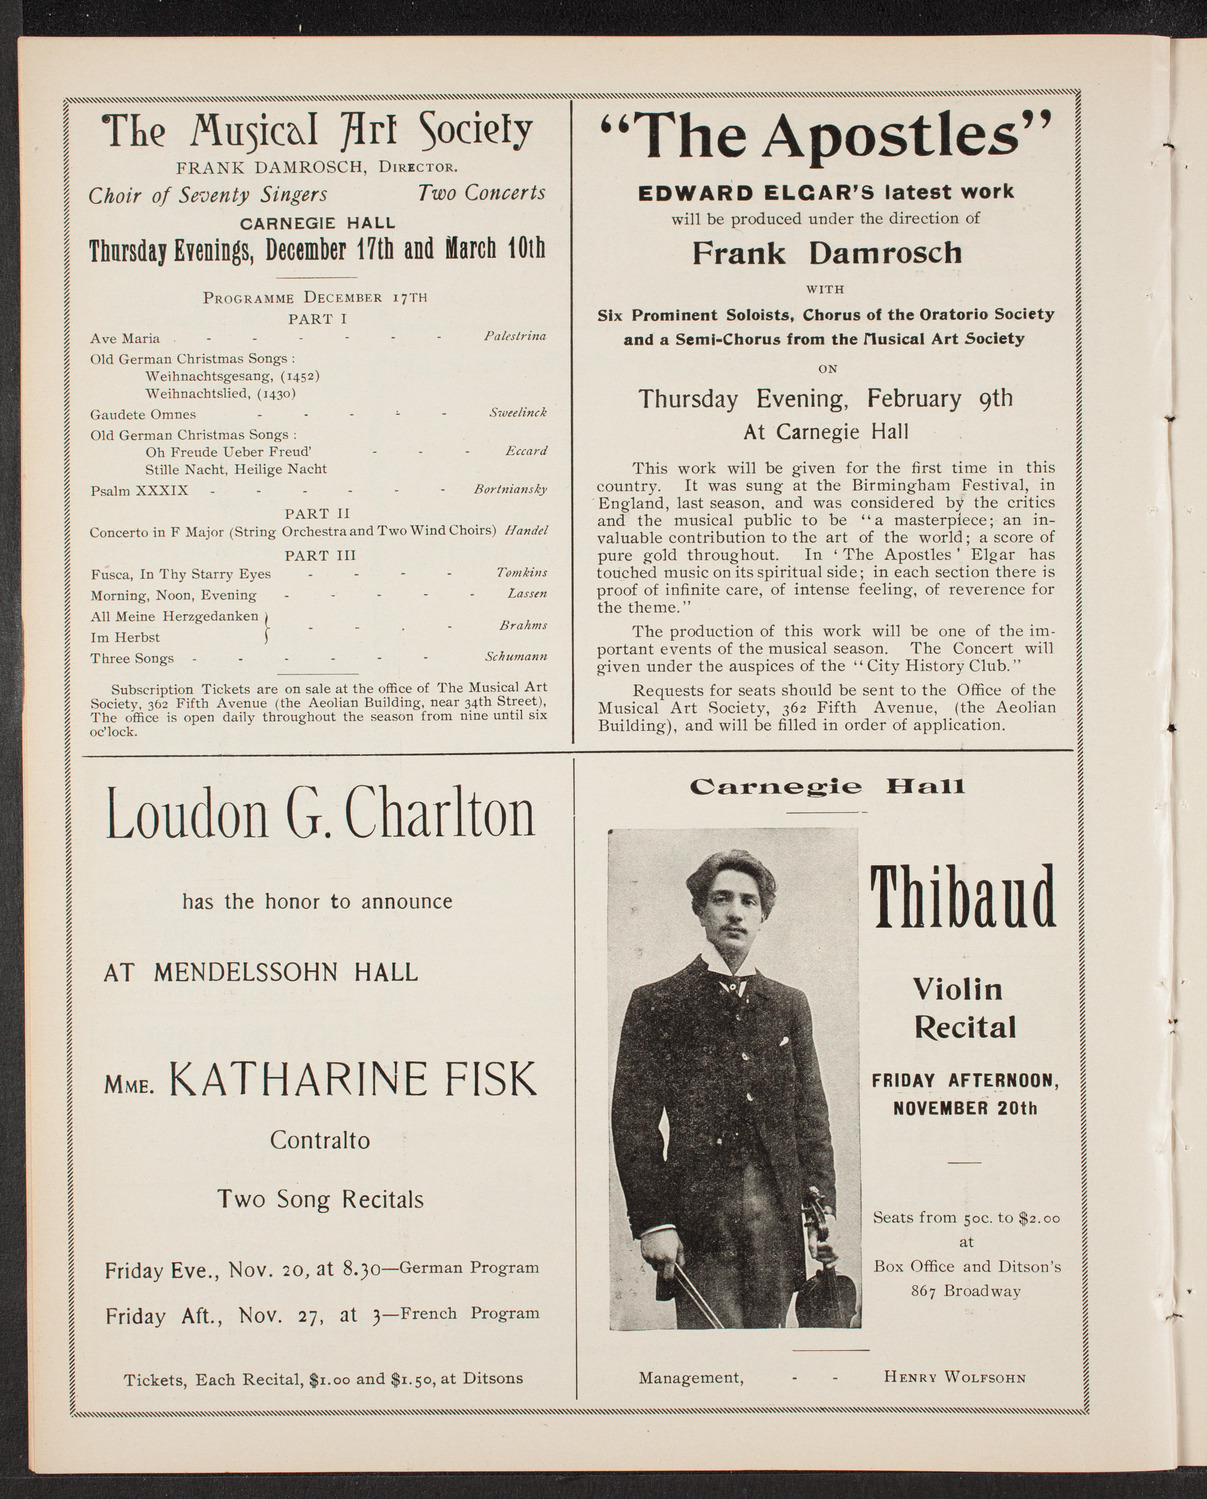 The Musical Art Society
FRANK DAMROSCH, DIRECTOR.
Choir of Seventy Singers Two Concerts
CARNEGIE HALL
Thursday Evenings, December 17th and March 10th
PROGRAMME DECEMBER 17TH
PART I
Ave Maria - - - - - - Palestrina
Old German Christmas Songs :
Weihnachtsgesang, (1452)
Weihnachtslied, (1430)
Gaudete Omnes - - - - - Sweelinck
Old German Christmas Songs :
Oh Freude Ueber Freud' - - - Eccard
Stille Nacht, Heilige Nacht
Psalm XXXIX - - - - - - Bortniansky
PART II
Concerto in F Major (String Orchestra and Two Wind Choirs) Handel
PART III
Fusca, In Thy Starry Eyes - - - - Tomkins
Morning, Noon, Evening - - - - - Lassen
All Meine Herzgedanken }
Im Herbst - - . - Brahms
Three Songs - - - - - - Schumann
Subscription Tickets are on sale at the office of The Musical Art
Society, 362 Fifth Avenue (the Aeolian Building, near 34th Street),
The office is open daily throughout the season from nine until six
oc'lock.
"The Apostles"
EDWARD ELGAR'S latest work
will be produced under the direction of
Frank Damrosch
WITH
Six Prominent Soloists, Chorus of the Oratorio Society
and a Semi-Chorus from the Musical Art Society
ON
Thursday Evening, February 9th
At Carnegie Hall
This work will be given for the first time in this
country. It was sung at the Birmingham Festival, in
England, last season, and was considered by the critics
and the musical public to be "a masterpiece; an in-
valuable contribution to the art of the world; a score of
pure gold throughout. In 'The Apostles' Elgar has
touched music on its spiritual side; in each section there is
proof of infinite care, of intense feeling, of reverence for
the theme."
The production of this work will be one of the im-
portant events of the musical season. The Concert will
given under the auspices of the "City History Club."
Requests for seats should be sent to the Office of the
Musical Art Society, 362 Fifth Avenue, (the Aeolian
Building), and will be filled in order of application.
Loudon G. Charlton
has the honor to announce
AT MENDELSSOHN HALL
MME. KATHARINE FISK
Contralto
Two Song Recitals
Friday Eve., Nov. 20, at 8.30—German Program
Friday Aft., Nov. 27, at 3—French Program
Tickets, Each Recital, $1.00 and $1.50, at Ditsons
Carnegie Hall
Thibaud
Violin
Recital
FRIDAY AFTERNOON,
NOVEMBER 20th
Seats from 50c. to $2.00
at
Box Office and Ditson's
867 Broadway
Management, - - HENRY WOLFSOHN